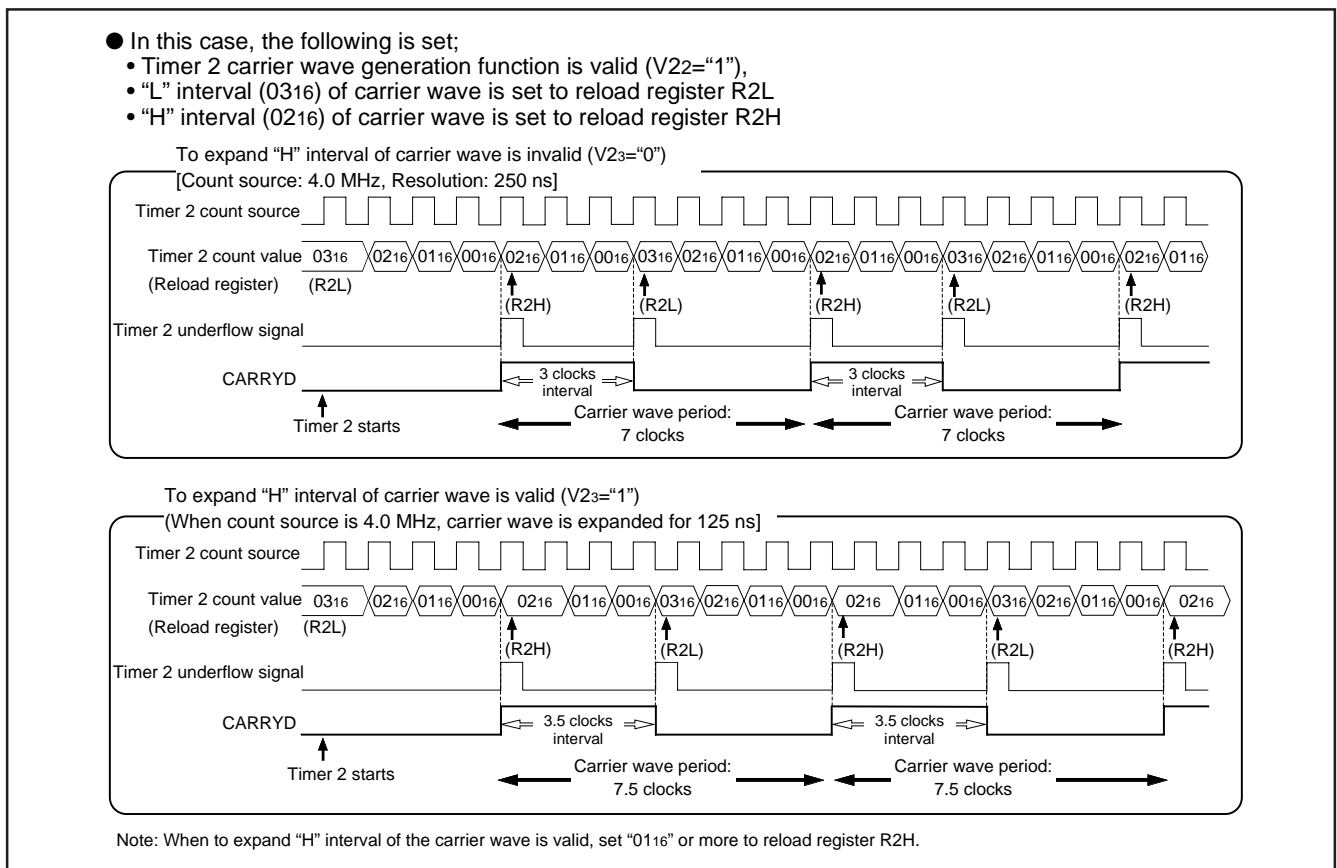 ● In this case, the following is set;
• Timer 2 carrier wave generation function is valid (V22=“1”),
• “L” interval (0316) of carrier wave is set to reload register R2L
• “H” interval (0216) of carrier wave is set to reload register R2H
To expand “H” interval of carrier wave is invalid (V23=“0”)
[Count source: 4.0 MHz, Resolution: 250 ns]
Timer 2 count source
Timer 2 count value 0316 0216 0116 0016 0216 0116 0016 0316 0216 0116 0016 0216 0116 0016 0316 0216 0116 0016 0216 0116
(Reload register) (R2L)
(R2H) (R2L) (R2H) (R2L) (R2H)
Timer 2 underflow signal
CARRYD
3 clocks interval
3 clocks interval
Timer 2 starts
Carrier wave period: 7 clocks
Carrier wave period: 7 clocks
To expand “H” interval of carrier wave is valid (V23=“1”)
(When count source is 4.0 MHz, carrier wave is expanded for 125 ns]
Timer 2 count source
Timer 2 count value 0316 0216 0116 0016 0216 0116 0016 0316 0216 0116 0016 0216 0116 0016 0316 0216 0116 0016 0216
(Reload register) (R2L)
(R2H) (R2L) (R2H) (R2L) (R2H)
Timer 2 underflow signal
CARRYD
3.5 clocks interval
3.5 clocks interval
Timer 2 starts
Carrier wave period: 7.5 clocks
Carrier wave period: 7.5 clocks
Note: When to expand “H” interval of the carrier wave is valid, set “0116” or more to reload register R2H.